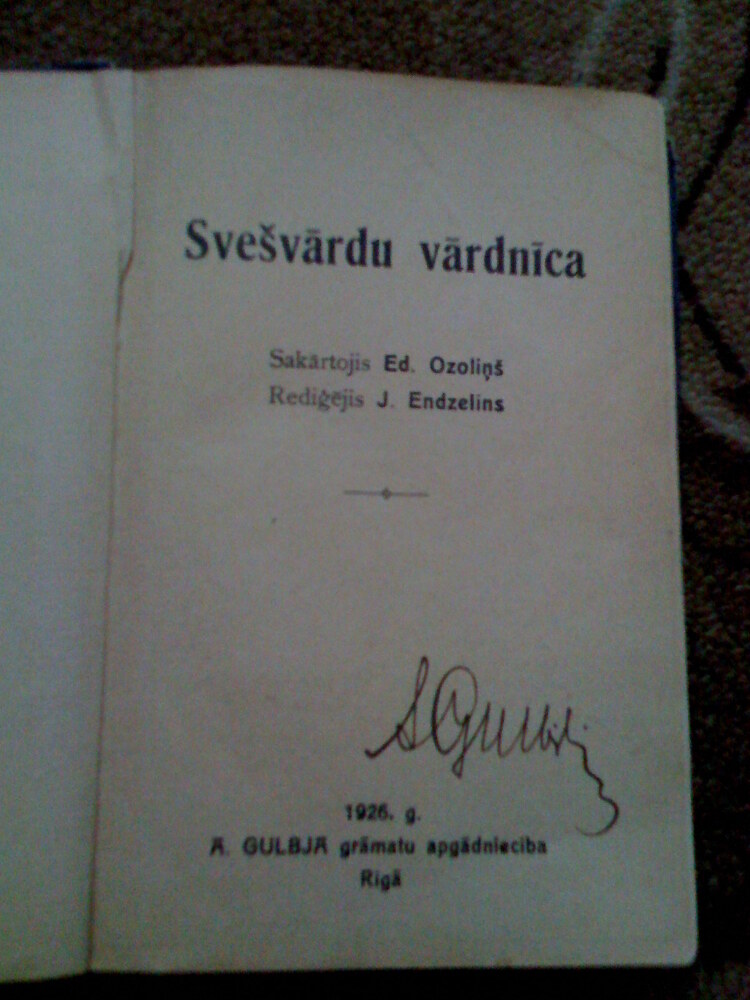 Svešvārdu vārdnīca
Sakārtojis Ed. Ozoliņš
Rediģējis J. Endzelīns
1926. g.
A. GULBJA grāmatu apgādniecība
Rīgā